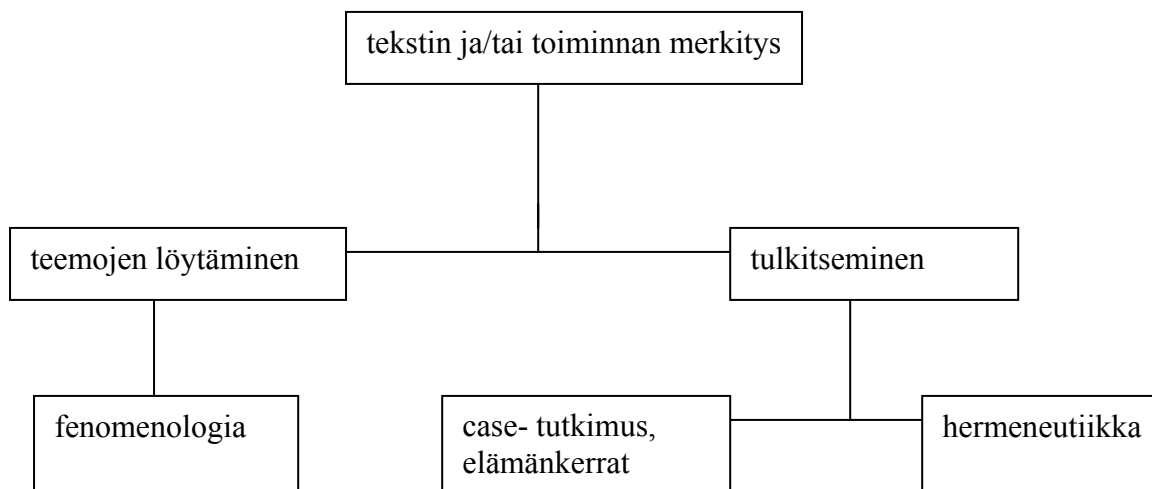 tekstin ja/tai toiminnan merkitys
teemojen löytäminen
tulkitseminen
fenomenologia
case- tutkimus,
elämänkerrat
hermeneutiikka